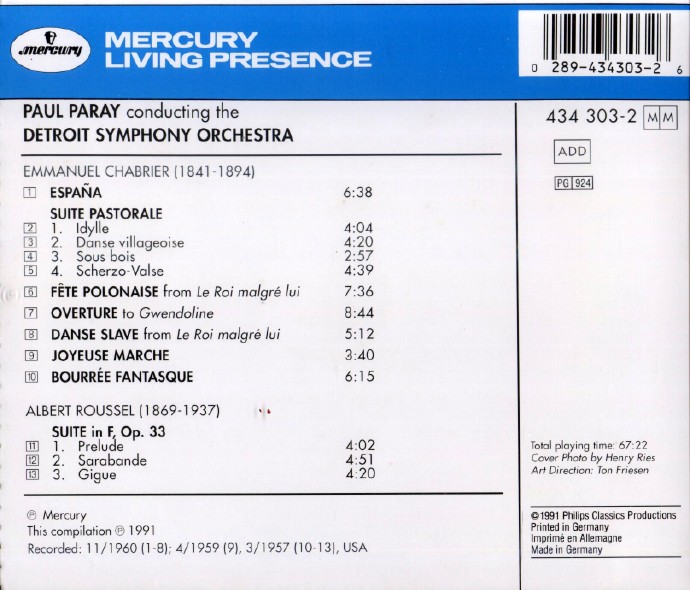 mercury
MERCURY
LIVING PRESENCE
0 289-434303-2 6
PAUL PARAY conducting the
DETROIT SYMPHONY ORCHESTRA
434 303-2 MM
ADD
PG 924
EMMANUEL CHABRIER (1841-1894)
1 ESPAÑA 6:38
SUITE PASTORALE
2 1. Idylle 4:04
3 2. Danse villageoise 4:20
4 3. Sous bois 2:57
5 4. Scherzo-Valse 4:39
6 FÊTE POLONAISE from Le Roi malgré lui 7:36
7 OVERTURE to Gwendoline 8:44
8 DANSE SLAVE from Le Roi malgré lui 5:12
9 JOYEUSE MARCHE 3:40
10 BOURRÉE FANTASQUE 6:15
ALBERT ROUSSEL (1869-1937)
SUITE in F, Op. 33
11 1. Prelude 4:02
12 2. Sarabande 4:51
13 3. Gigue 4:20
Total playing time: 67:22
Cover Photo by Henry Ries
Art Direction: Ton Friesen
℗ Mercury
This compilation ℗ 1991
Recorded: 11/1960 (1-8); 4/1959 (9), 3/1957 (10-13), USA
©1991 Philips Classics Productions
Printed in Germany
Imprimé en Allemagne
Made in Germany